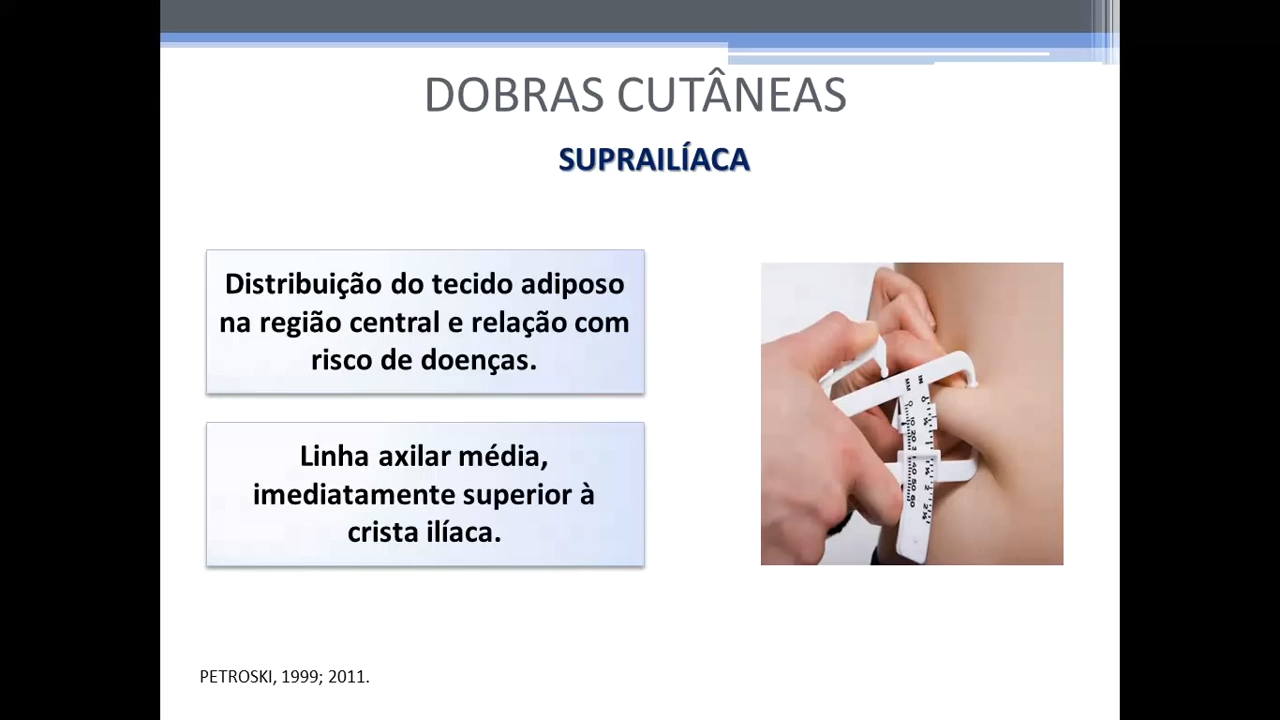 DOBRAS CUTÂNEAS
SUPRAILÍACA
Distribuição do tecido adiposo
na região central e relação com
risco de doenças.
Linha axilar média,
imediatamente superior à
crista ilíaca.
PETROSKI, 1999; 2011.